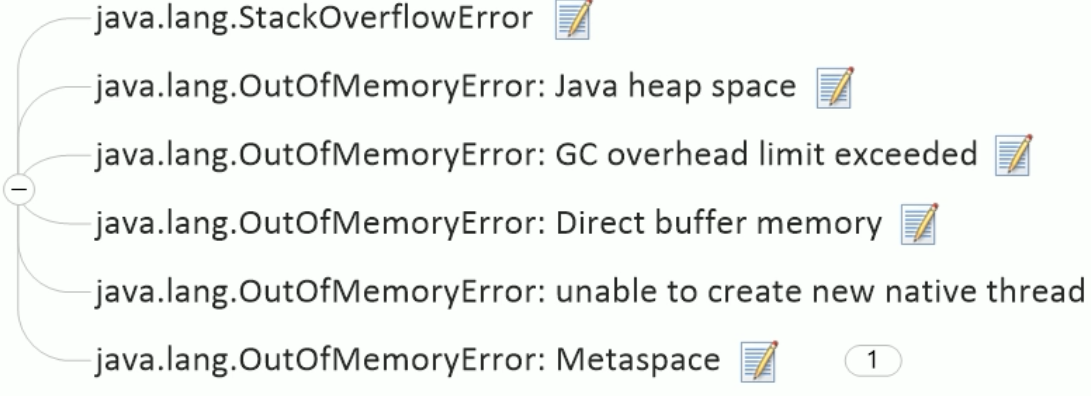 java.lang.StackOverflowError
java.lang.OutOfMemoryError: Java heap space
java.lang.OutOfMemoryError: GC overhead limit exceeded
java.lang.OutOfMemoryError: Direct buffer memory
java.lang.OutOfMemoryError: unable to create new native thread
java.lang.OutOfMemoryError: Metaspace 1